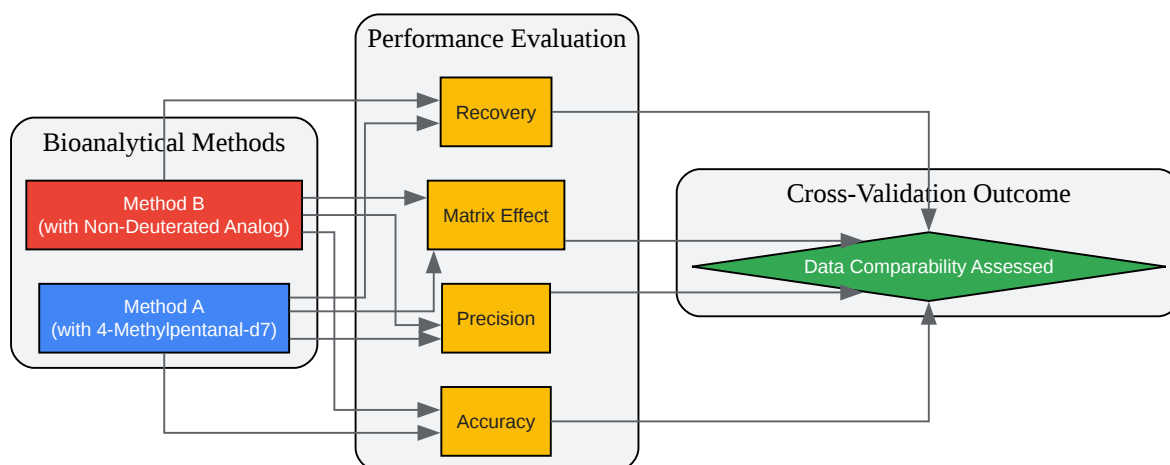 Performance Evaluation
Recovery
Bioanalytical Methods
Method B
(with Non-Deuterated Analog)
Matrix Effect
Cross-Validation Outcome
Data Comparability Assessed
Method A
(with 4-Methylpentanal-d7)
Precision
Accuracy